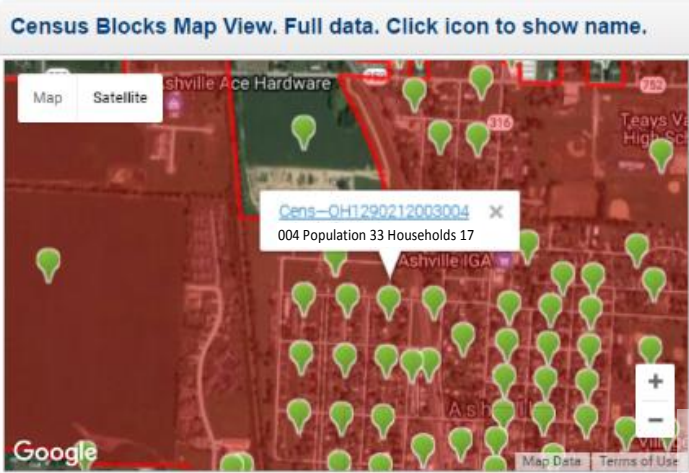 Census Blocks Map View. Full data. Click icon to show name.
Map Satellite
shville Ace Hardware
752
316
Teays Va
High Sc
Cens—OH1290212003004 ×
004 Population 33 Households 17
Ashville IGA
+
−
Google
Map Data Terms of Use